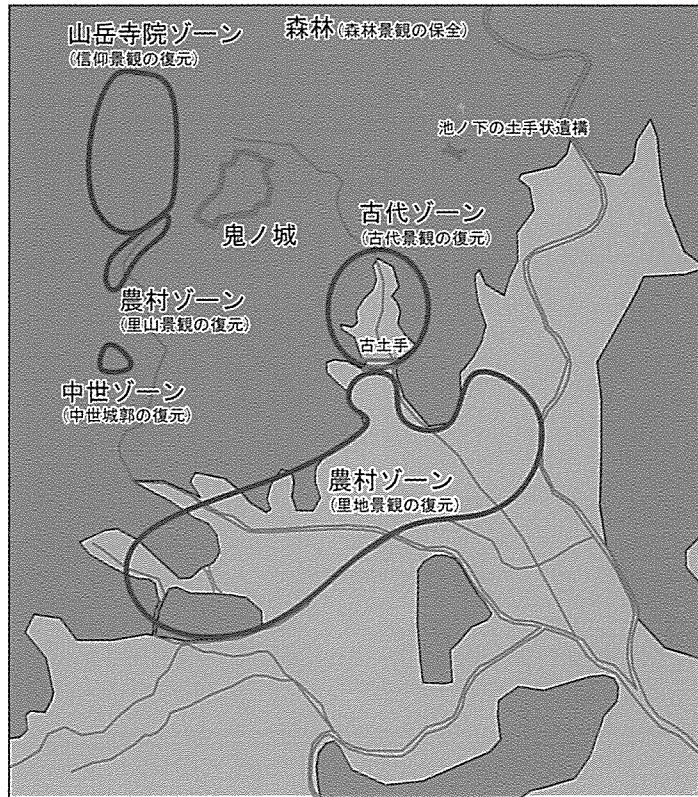 山岳寺院ゾーン
(信仰景観の復元)
森林(森林景観の保全)
池ノ下の土手状遺構
鬼ノ城
古代ゾーン
(古代景観の復元)
農村ゾーン
(里山景観の復元)
古土手
中世ゾーン
(中世城郭の復元)
農村ゾーン
(里地景観の復元)